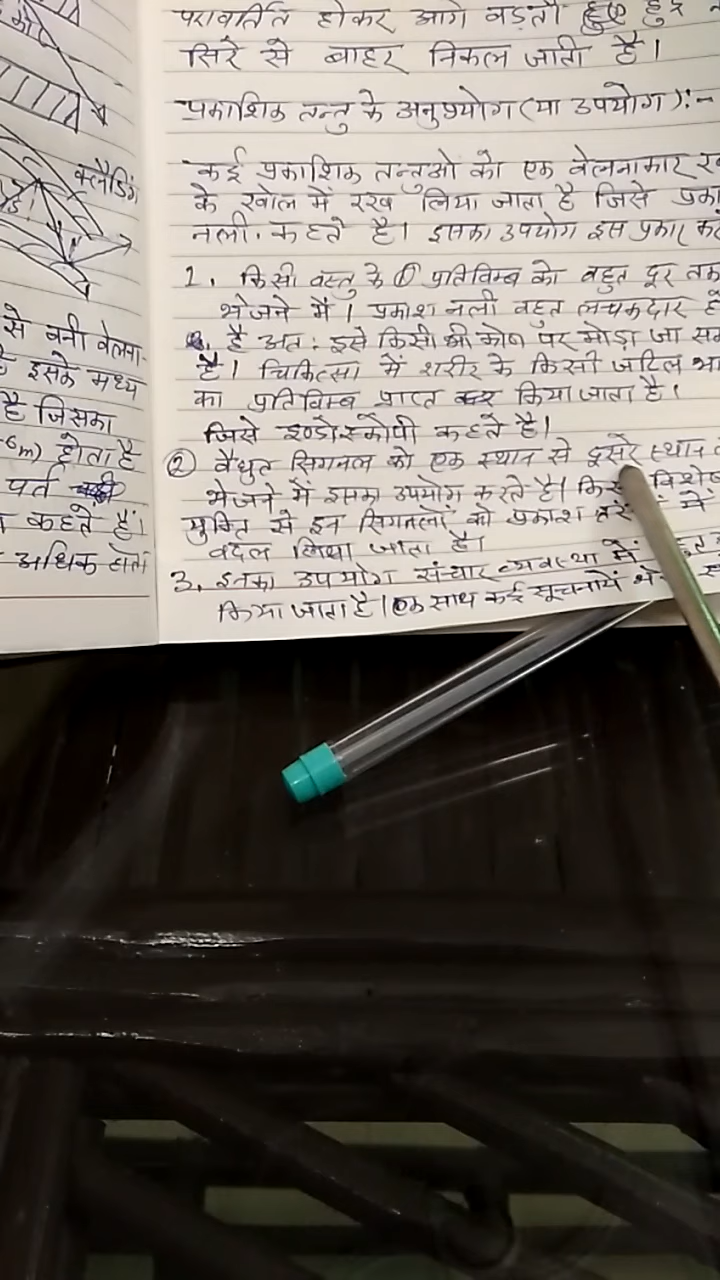 क्लैडिंग
से बनी बेलना-
है इसके मध्य
है जिसका
-6m) होता है
पर्त
कहते हैं।
अधिक होता
परावर्तित होकर आगे बढ़ती हुए हुई
सिरे से बाहर निकल जाती है।
प्रकाशिक तन्तु के अनुप्रयोग (या उपयोग):-
कई प्रकाशिक तन्तुओं को एक बेलनाकार
के खोल में रख लिया जाता है जिसे
नली. कहते है। इसका उपयोग इस प्रकार
1. किसी वस्तु के प्रतिबिम्ब को बहुत दूर तक
भेजने में। प्रकाश नली बहुत लचकदार
है अत: इसे किसी भी कोण पर मोड़ा जा
है। चिकित्सा में शरीर के किसी जटिल
का प्रतिबिम्ब प्राप्त किया जाता है।
जिसे इण्डोस्कोपी कहते है।
② वैधुत सिगनल को एक स्थान से दूसरे स्थान
भेजने में इसका उपयोग करते है। विशेष
युक्ति से इन सिगनलों को प्रकाश में
बदल लिया जाता है।
3. इनका उपयोग संचार व्यवस्था में
किया जाता है। एक साथ कई सूचनायें